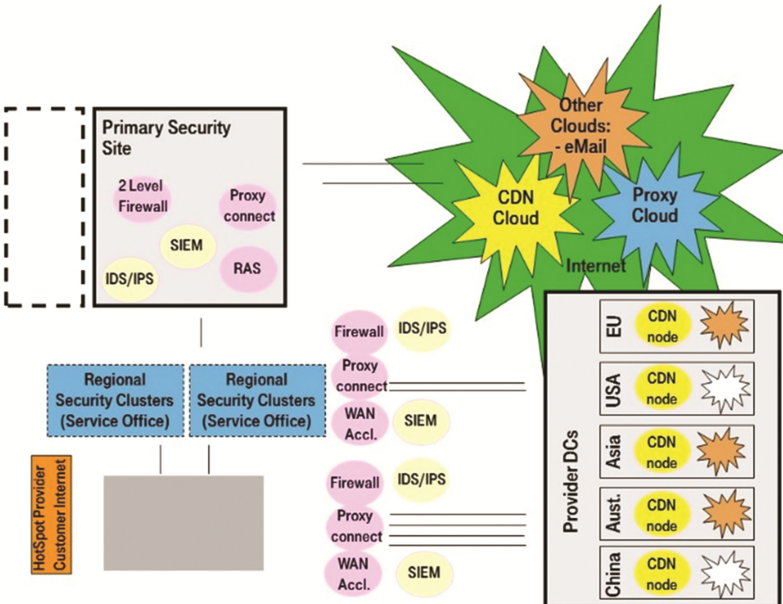 Primary Security
Site
2 Level
Firewall
Proxy
connect
SIEM
IDS/IPS
RAS
Other
Clouds:
- eMail
CDN
Cloud
Proxy
Cloud
Internet
Regional
Security Clusters
(Service Office)
Regional
Security Clusters
(Service Office)
HotSpot Provider
Customer Internet
Firewall
IDS/IPS
Proxy
connect
WAN
Accl.
SIEM
Firewall
IDS/IPS
Proxy
connect
WAN
Accl.
SIEM
Provider DCs
EU
CDN
node
USA
CDN
node
Asia
CDN
node
Aust.
CDN
node
China
CDN
node